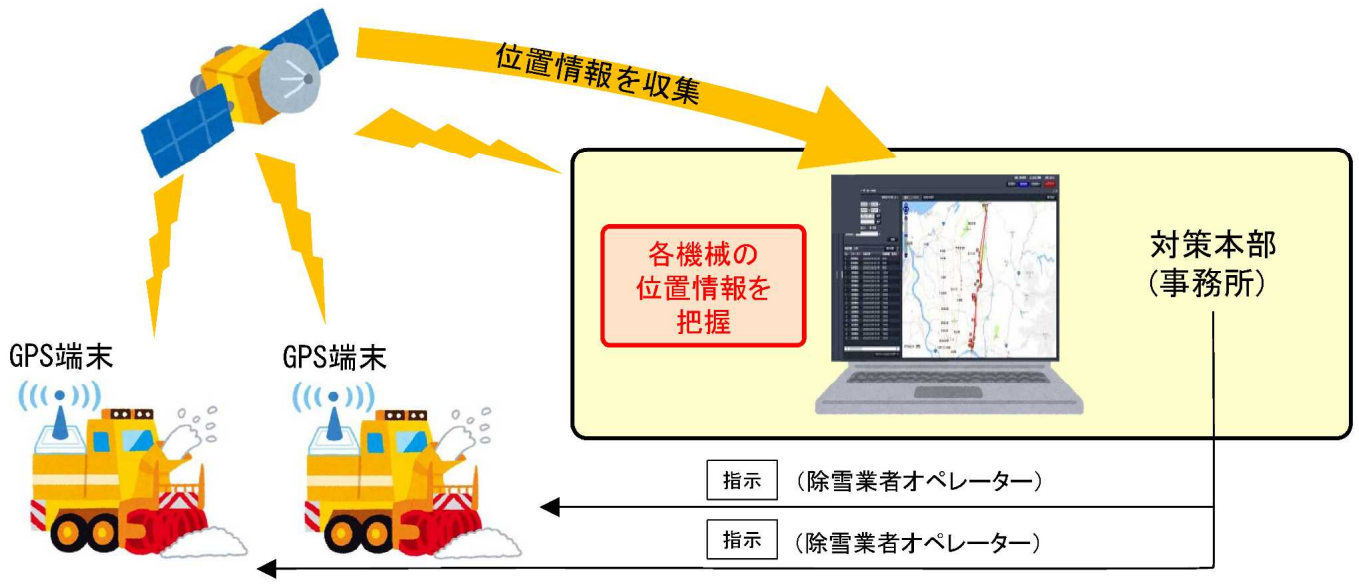 位置情報を収集
各機械の
位置情報を
把握
対策本部
(事務所)
GPS端末
GPS端末
指示 (除雪業者オペレーター)
指示 (除雪業者オペレーター)